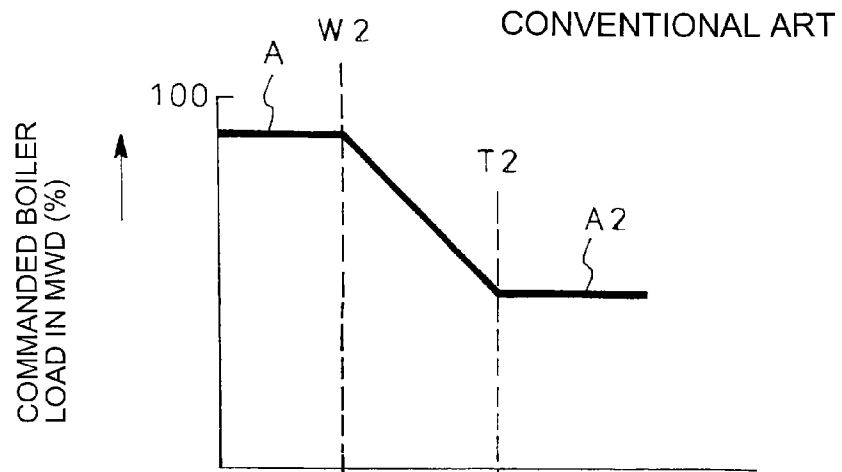 CONVENTIONAL ART
W2
A
100
T2
A2
COMMANDED BOILER
LOAD IN MWD (%)